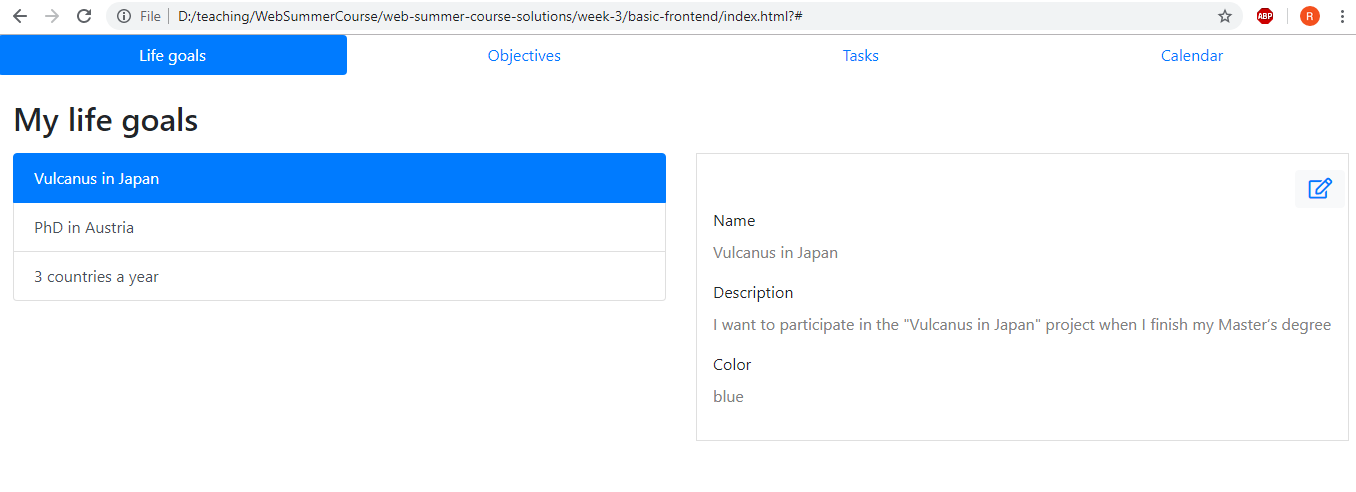 File D:/teaching/WebSummerCourse/web-summer-course-solutions/week-3/basic-frontend/index.html?# ABP R
Life goals Objectives Tasks Calendar
My life goals
Vulcanus in Japan
PhD in Austria
3 countries a year
Name
Vulcanus in Japan
Description
I want to participate in the "Vulcanus in Japan" project when I finish my Master's degree
Color
blue